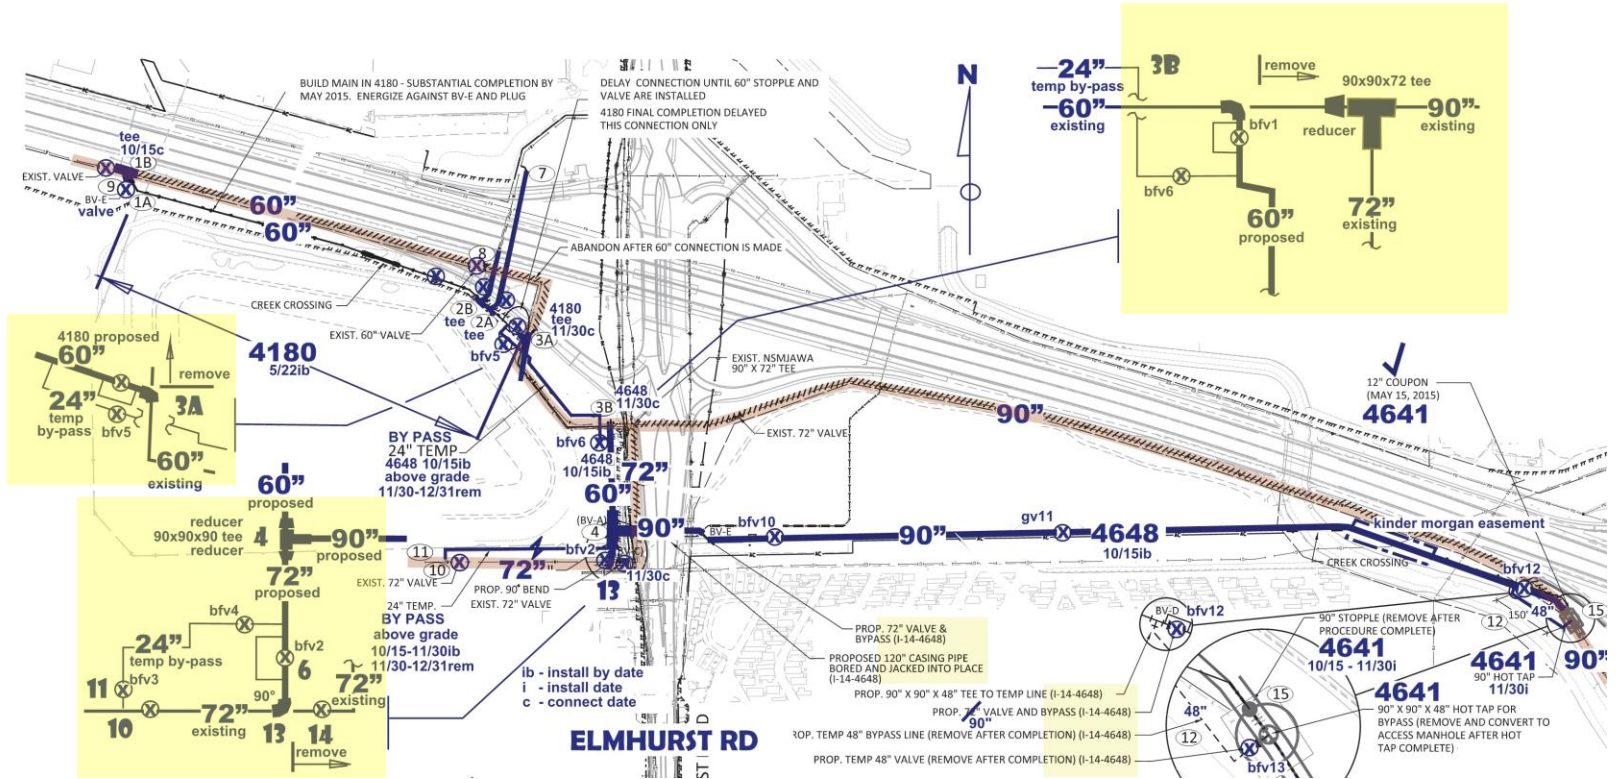 BUILD MAIN IN 4180 - SUBSTANTIAL COMPLETION BY
MAY 2015. ENERGIZE AGAINST BV-E AND PLUG
DELAY CONNECTION UNTIL 60" STOPPLE AND
VALVE ARE INSTALLED
4180 FINAL COMPLETION DELAYED
THIS CONNECTION ONLY
N
24"
temp by-pass
60"
existing
3B
remove
90x90x72 tee
90"
existing
reducer
bfv1
bfv6
60"
proposed
72"
existing
tee
10/15c
1B
EXIST. VALVE
9
BV-E
valve
1A
60"
60"
7
8
ABANDON AFTER 60" CONNECTION IS MADE
CREEK CROSSING
EXIST. 60" VALVE
2B
tee
2A
tee
4180
tee
11/30c
3A
bfv5
4180
5/22ib
4180 proposed
60"
remove
24"
temp
by-pass
bfv5
3A
60"
existing
EXIST. NSMJAWA
90" X 72" TEE
4648
11/30c
3B
EXIST. 72" VALVE
90"
12" COUPON
(MAY 15, 2015)
4641
BY PASS
24" TEMP
4648 10/15ib
above grade
11/30-12/31rem
bfv6
4648
10/15ib
72"
60"
(BV-A)
4
90"
BV-E
bfv10
90"
gv11
4648
10/15ib
kinder morgan easement
CREEK CROSSING
bfv12
150'
48"
12
15
60"
proposed
reducer
90x90x90 tee
reducer
4
90"
proposed
72"
proposed
bfv4
24"
temp by-pass
bfv3
bfv2
6
11
90°
72"
existing
10
72"
existing
13
14
remove
11
10
EXIST. 72" VALVE
72"
bfv2
(BV-C)
11/30c
13
PROP. 90° BEND
EXIST. 72" VALVE
24" TEMP.
BY PASS
above grade
10/15-11/30ib
11/30-12/31rem
ib - install by date
i - install date
c - connect date
ELMHURST RD
PROP. 72" VALVE &
BYPASS (I-14-4648)
PROPOSED 120" CASING PIPE
BORED AND JACKED INTO PLACE
(I-14-4648)
PROP. 90" X 90" X 48" TEE TO TEMP LINE (I-14-4648)
VALVE AND BYPASS (I-14-4648)
90"
PROP. TEMP 48" BYPASS LINE (REMOVE AFTER COMPLETION) (I-14-4648)
PROP. TEMP 48" VALVE (REMOVE AFTER COMPLETION) (I-14-4648)
BV-D
bfv12
48"
12
15
bfv13
90" STOPPLE (REMOVE AFTER
PROCEDURE COMPLETE)
4641
10/15 - 11/30i
4641
90" HOT TAP
11/30i
90"
4641
90" X 90" X 48" HOT TAP FOR
BYPASS (REMOVE AND CONVERT TO
ACCESS MANHOLE AFTER HOT
TAP COMPLETE)